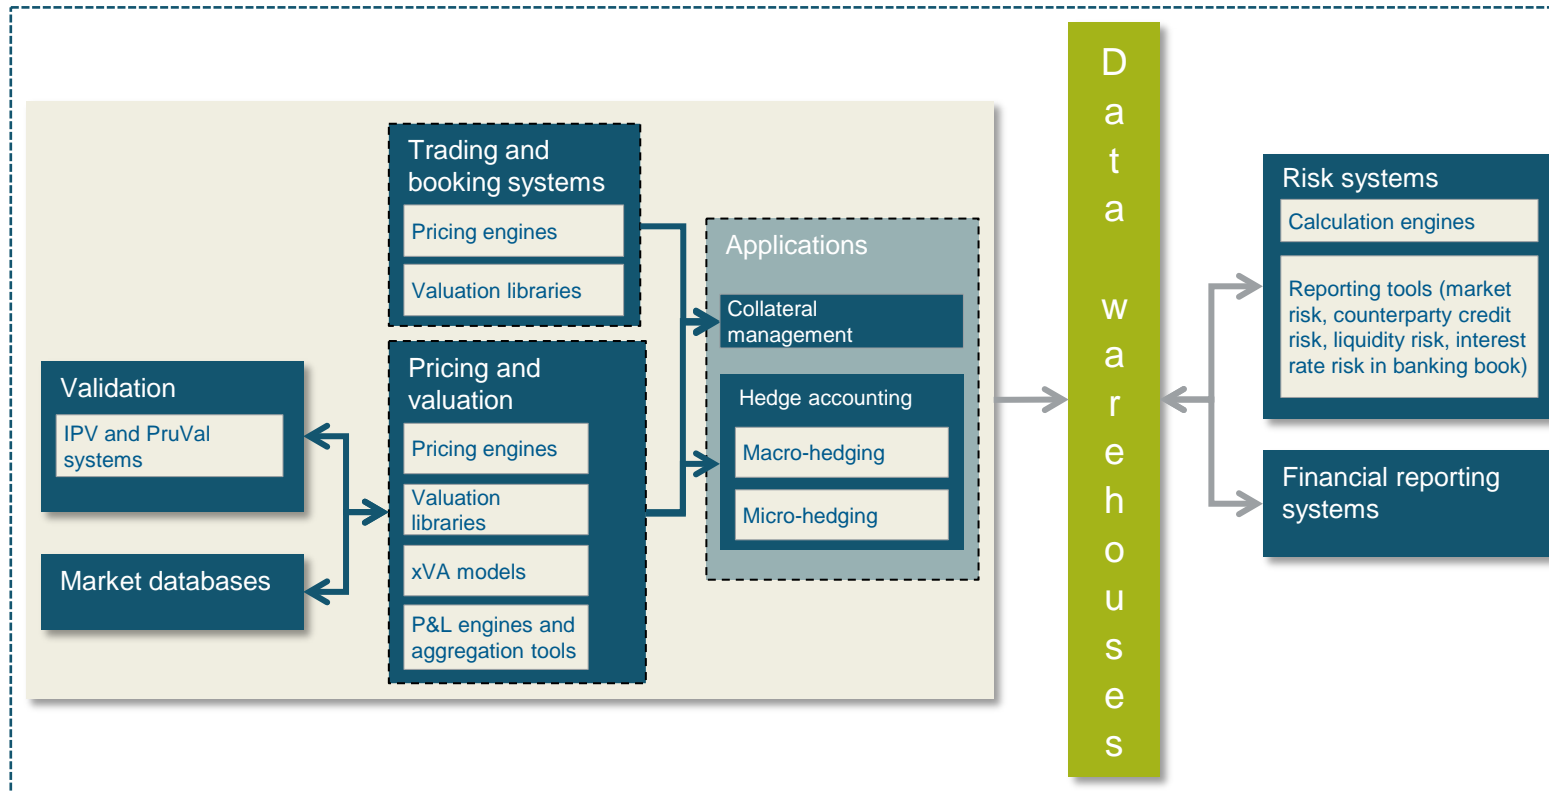 Trading and
booking systems
Pricing engines
Valuation libraries
Validation
IPV and PruVal
systems
Market databases
Pricing and
valuation
Pricing engines
Valuation
libraries
xVA models
P&L engines and
aggregation tools
Applications
Collateral
management
Hedge accounting
Macro-hedging
Micro-hedging
Data warehouses
Risk systems
Calculation engines
Reporting tools (market
risk, counterparty credit
risk, liquidity risk, interest
rate risk in banking book)
Financial reporting
systems